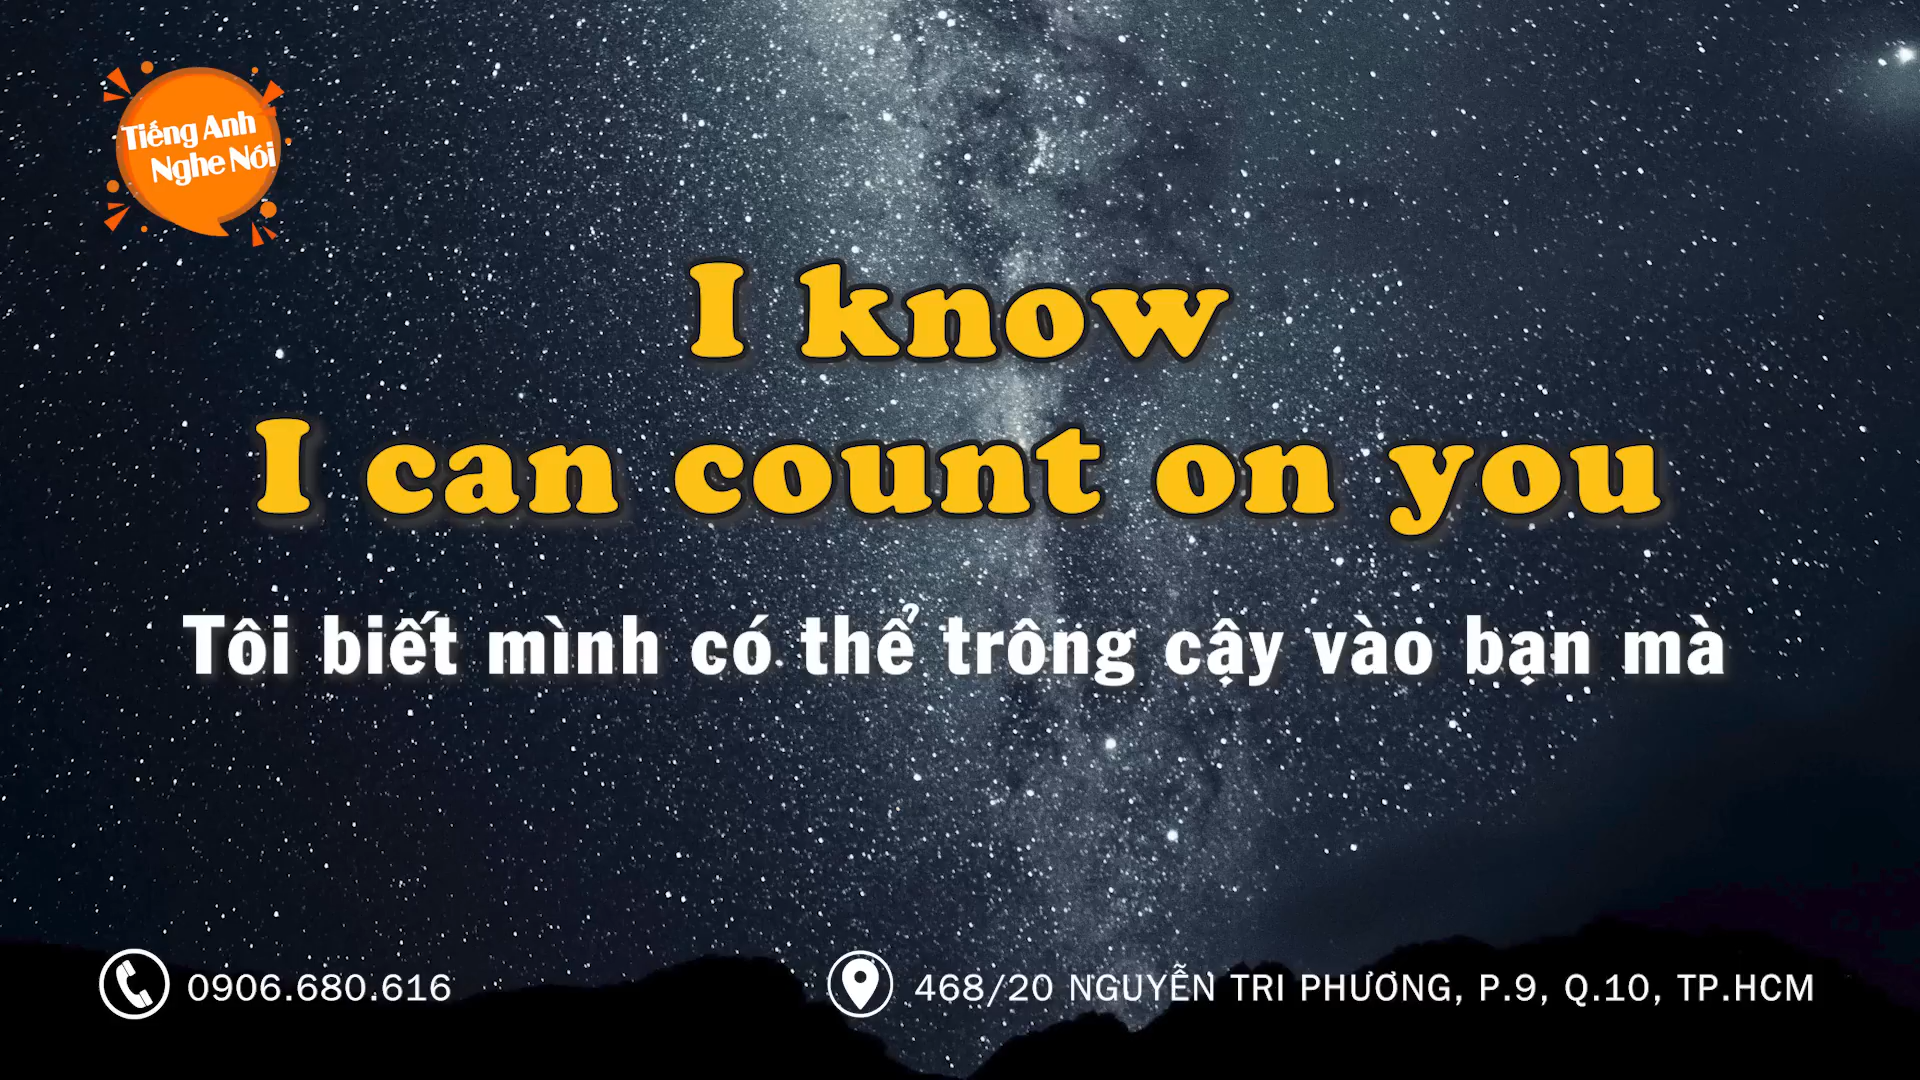 Tiếng Anh
Nghe Nói
I know
I can count on you
Tôi biết mình có thể trông cậy vào bạn mà
0906.680.616
468/20 NGUYỄN TRI PHƯƠNG, P.9, Q.10, TP.HCM